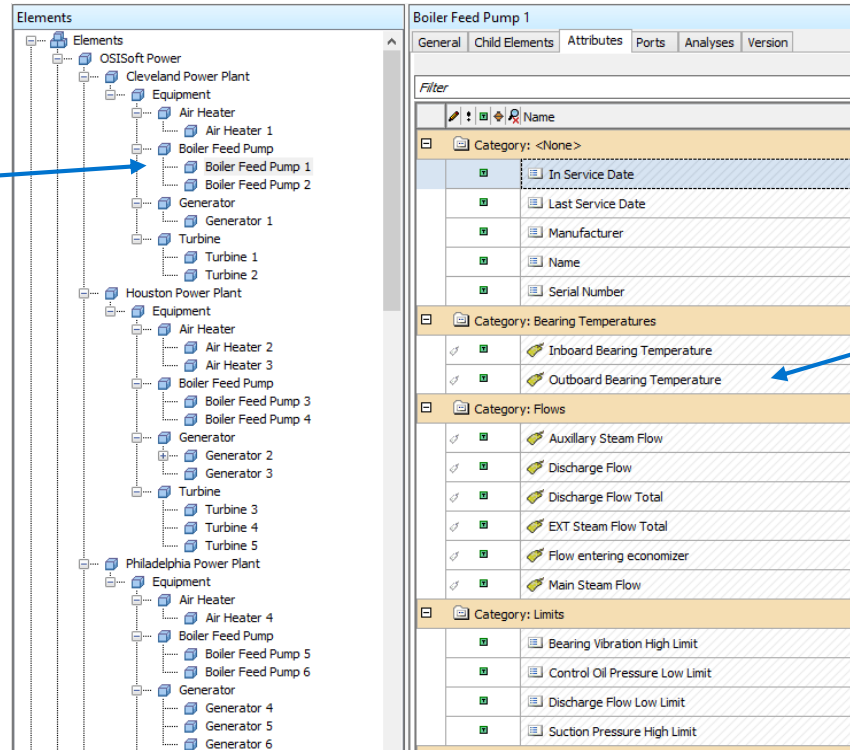 Elements
Elements
OSISoft Power
Cleveland Power Plant
Equipment
Air Heater
Air Heater 1
Boiler Feed Pump
Boiler Feed Pump 1
Boiler Feed Pump 2
Generator
Generator 1
Turbine
Turbine 1
Turbine 2
Houston Power Plant
Equipment
Air Heater
Air Heater 2
Air Heater 3
Boiler Feed Pump
Boiler Feed Pump 3
Boiler Feed Pump 4
Generator
Generator 2
Generator 3
Turbine
Turbine 3
Turbine 4
Turbine 5
Philadelphia Power Plant
Equipment
Air Heater
Air Heater 4
Boiler Feed Pump
Boiler Feed Pump 5
Boiler Feed Pump 6
Generator
Generator 4
Generator 5
Generator 6
Boiler Feed Pump 1
General Child Elements Attributes Ports Analyses Version
Filter
Name
Category: <None>
In Service Date
Last Service Date
Manufacturer
Name
Serial Number
Category: Bearing Temperatures
Inboard Bearing Temperature
Outboard Bearing Temperature
Category: Flows
Auxillary Steam Flow
Discharge Flow
Discharge Flow Total
EXT Steam Flow Total
Flow entering economizer
Main Steam Flow
Category: Limits
Bearing Vibration High Limit
Control Oil Pressure Low Limit
Discharge Flow Low Limit
Suction Pressure High Limit